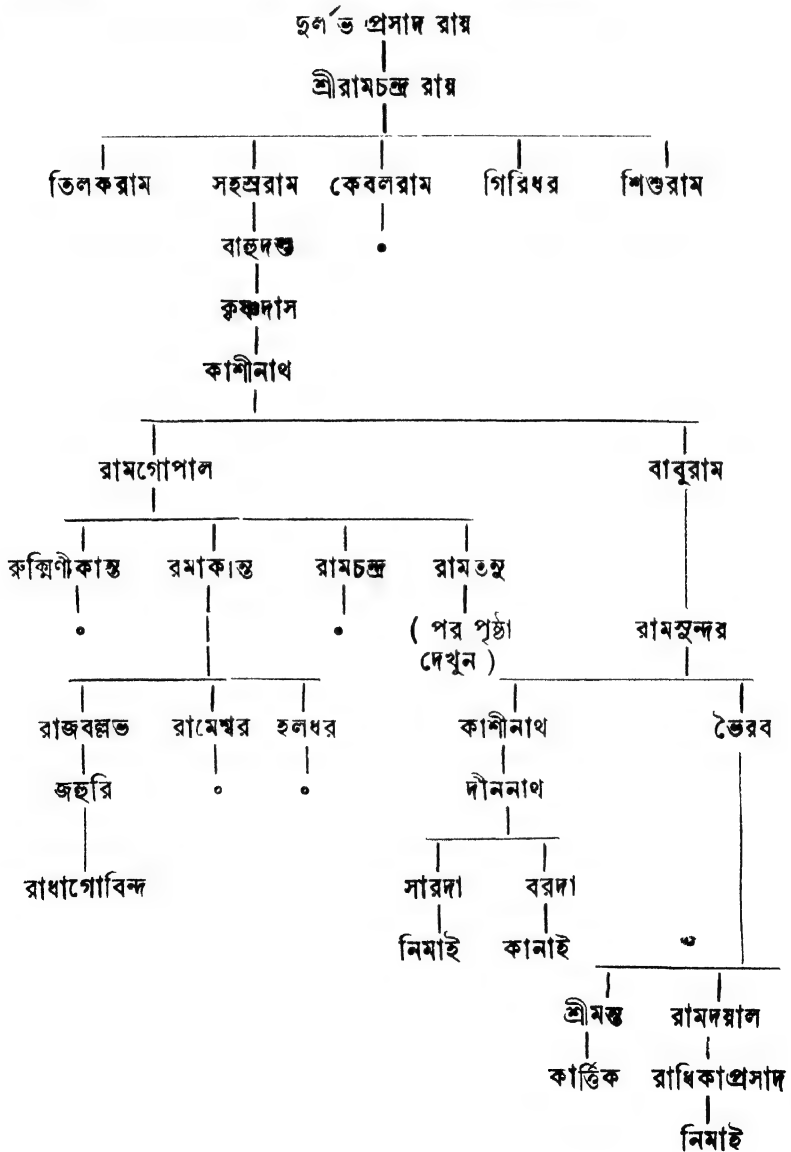 দুর্লভ প্রসাদ রায়
শ্রীরামচন্দ্র রায়
তিলকরাম সহস্ররাম কেবলরাম গিরিধর শিশুরাম
বাহুদণ্ড
কৃষ্ণদাস
কাশীনাথ
রামগোপাল বাবুরাম
রুক্মিণীকান্ত রমাকান্ত রামচন্দ্র রামতনু
( পর পৃষ্ঠা রামসুন্দর
দেখুন )
রাজবল্লভ রামেশ্বর হলধর কাশীনাথ ভৈরব
জহুরি দীননাথ
রাধাগোবিন্দ সারদা বরদা
নিমাই কানাই
শ্রীমন্ত রামদয়াল
কার্ত্তিক রাধিকাপ্রসাদ
নিমাই